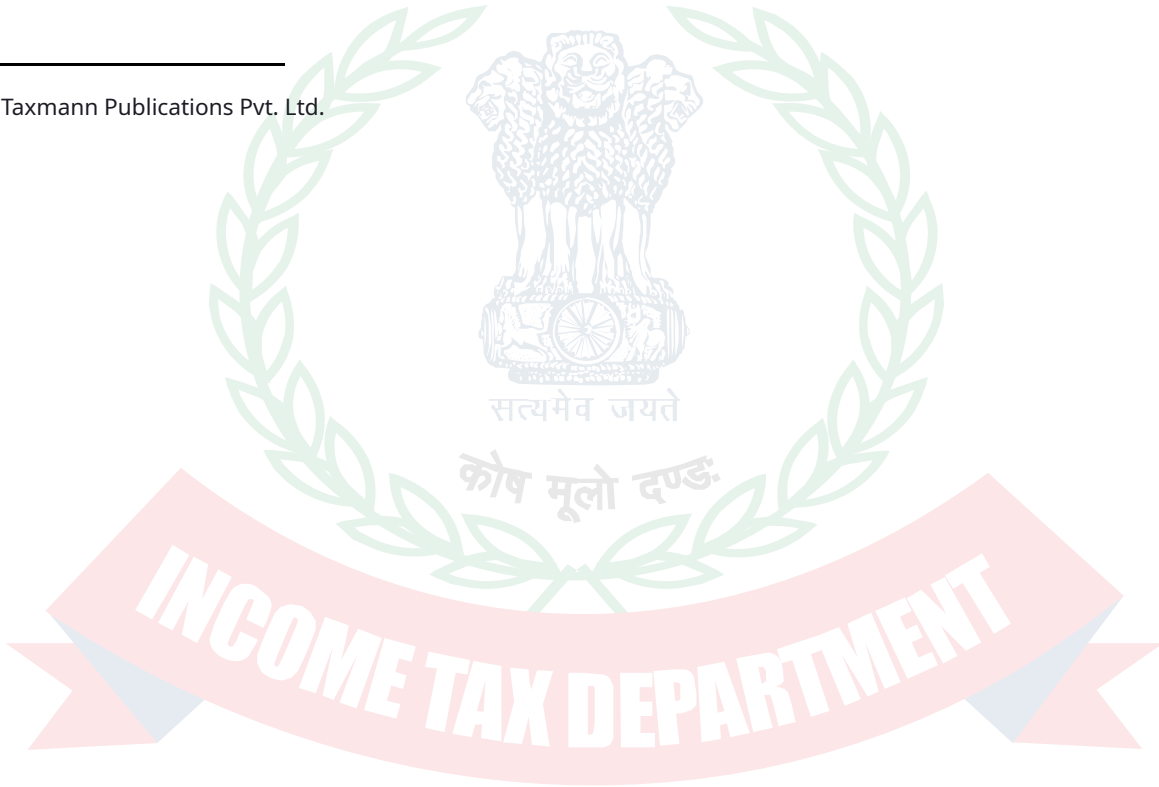 Taxmann Publications Pvt. Ltd.
सत्यमेव जयते
कोष मूलो दण्डः
INCOME TAX DEPARTMENT